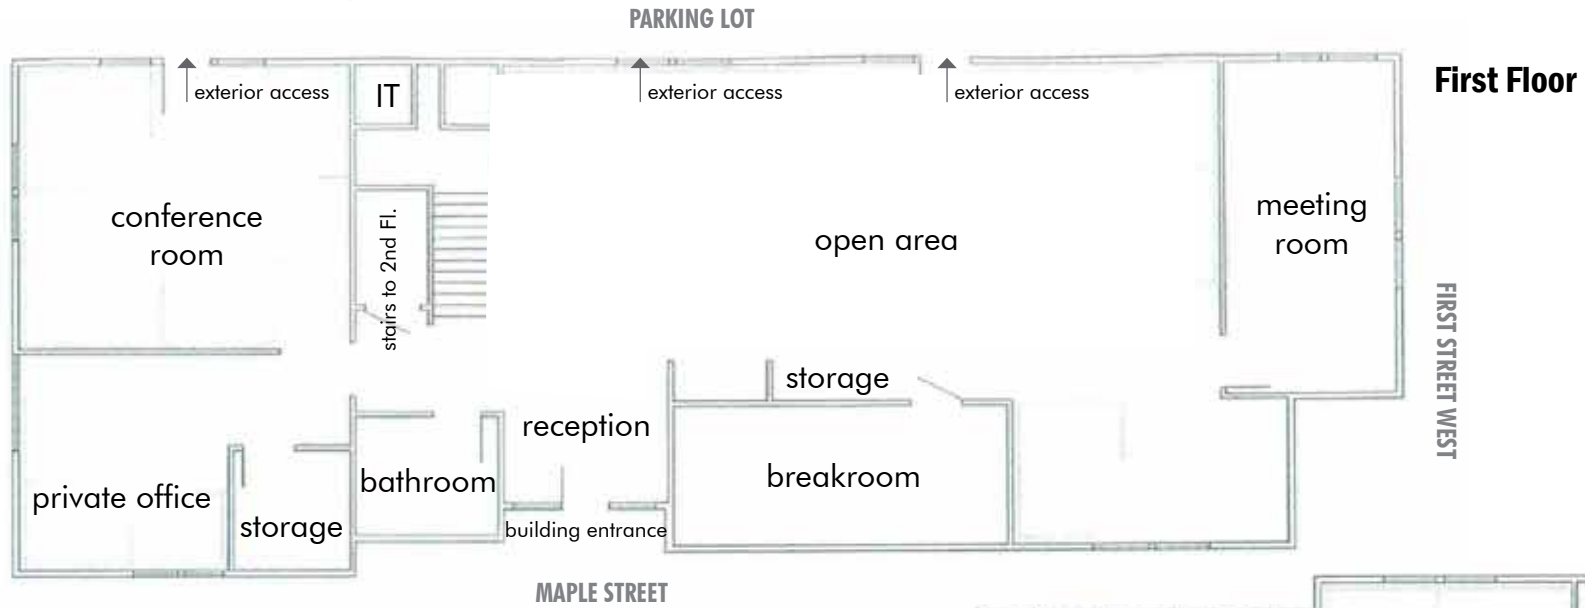 PARKING LOT
First Floor
exterior access
IT
exterior access
exterior access
conference
room
stairs to 2nd Fl.
open area
meeting
room
FIRST STREET WEST
storage
reception
private office
storage
bathroom
breakroom
building entrance
MAPLE STREET